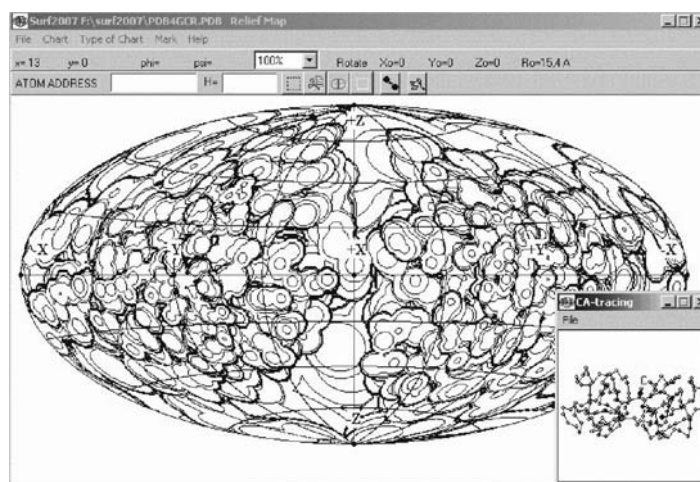 Surf2007 F:\surf2007\PDB4GCR.PDB Relief Map
File Chart Type of Chart Mark Help
x= 13 y= 0 phi= psi= 100% Rotate Xo=0 Yo=0 Zo=0 Ro=15,4 A
ATOM ADDRESS H=
+Z
-X +X -X
-Z
CA-tracing
File